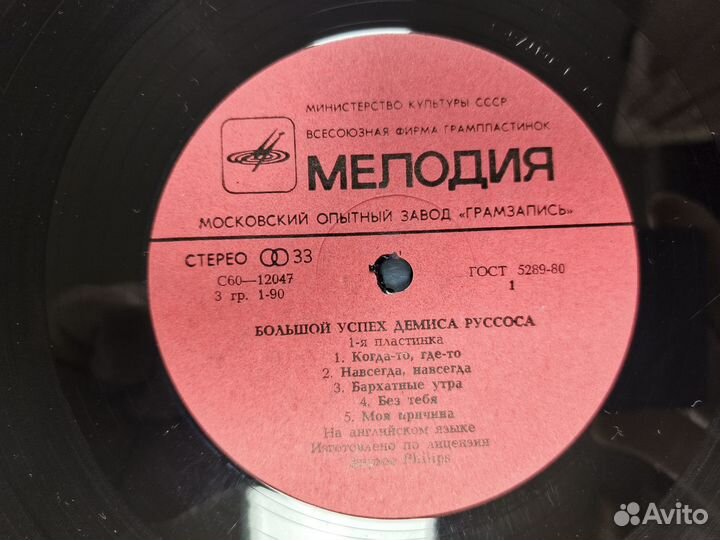 МИНИСТЕРСТВО КУЛЬТУРЫ СССР
ВСЕСОЮЗНАЯ ФИРМА ГРАМПЛАСТИНОК
МЕЛОДИЯ
МОСКОВСКИЙ ОПЫТНЫЙ ЗАВОД «ГРАМЗАПИСЬ»
СТЕРЕО 33
С60—12047
3 гр. 1-90
ГОСТ 5289-80
1
БОЛЬШОЙ УСПЕХ ДЕМИСА РУССОСА
1-я пластинка
1. Когда-то, где-то
2. Навсегда, навсегда
3. Бархатные утра
4. Без тебя
5. Моя причина
На английском языке
Изготовлено по лицензии
фирмы Philips
Avito